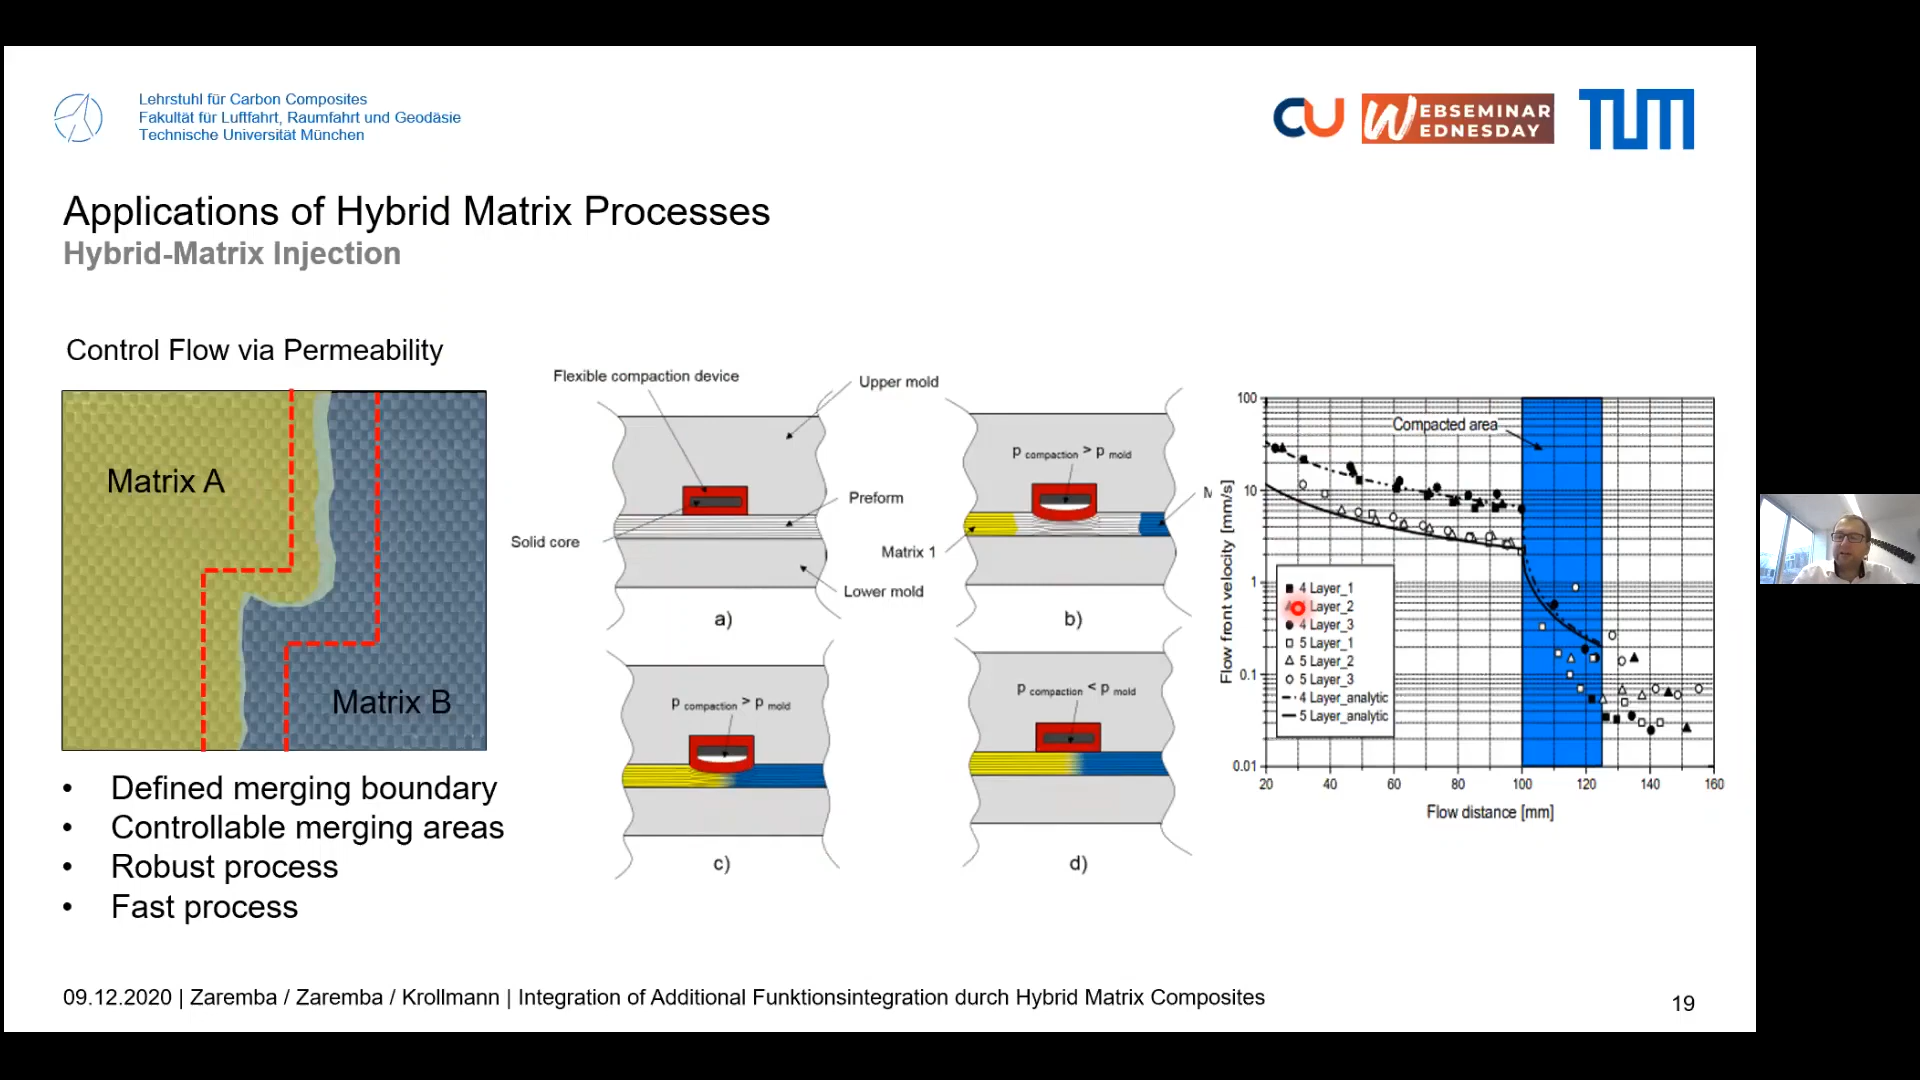 Lehrstuhl für Carbon Composites
Fakultät für Luftfahrt, Raumfahrt und Geodäsie
Technische Universität München
CU
WEBSEMINAR
WEDNESDAY
TUM
Applications of Hybrid Matrix Processes
Hybrid-Matrix Injection
Control Flow via Permeability
Matrix A
Matrix B
• Defined merging boundary
• Controllable merging areas
• Robust process
• Fast process
Flexible compaction device
Upper mold
Preform
Solid core
Lower mold
a)
p compaction > p mold
Matrix 1
M
b)
p compaction > p mold
c)
p compaction < p mold
d)
Flow front velocity [mm/s]
100
10
1
0.1
0.01
Compacted area
4 Layer_1
Layer_2
4 Layer_3
5 Layer_1
5 Layer_2
5 Layer_3
4 Layer_analytic
5 Layer_analytic
20 40 60 80 100 120 140 160
Flow distance [mm]
09.12.2020 | Zaremba / Zaremba / Krollmann | Integration of Additional Funktionsintegration durch Hybrid Matrix Composites
19